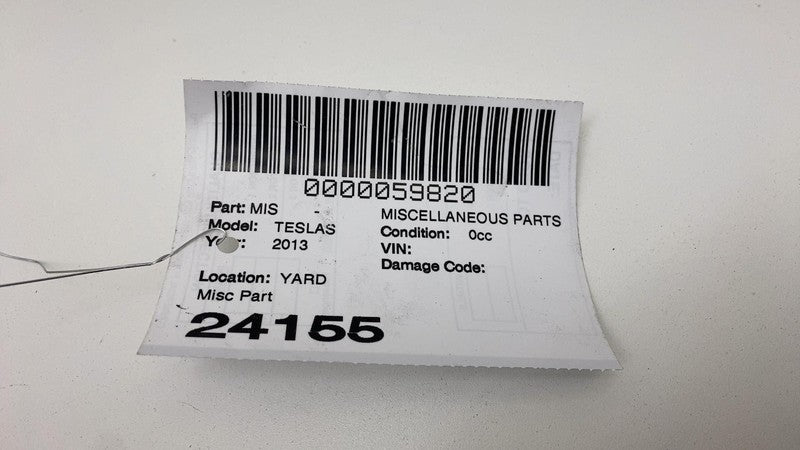 0000059820
Part: MIS - MISCELLANEOUS PARTS
Model: TESLAS Condition: 0cc
2013 VIN:
Damage Code:
Location: YARD
Misc Part
24155